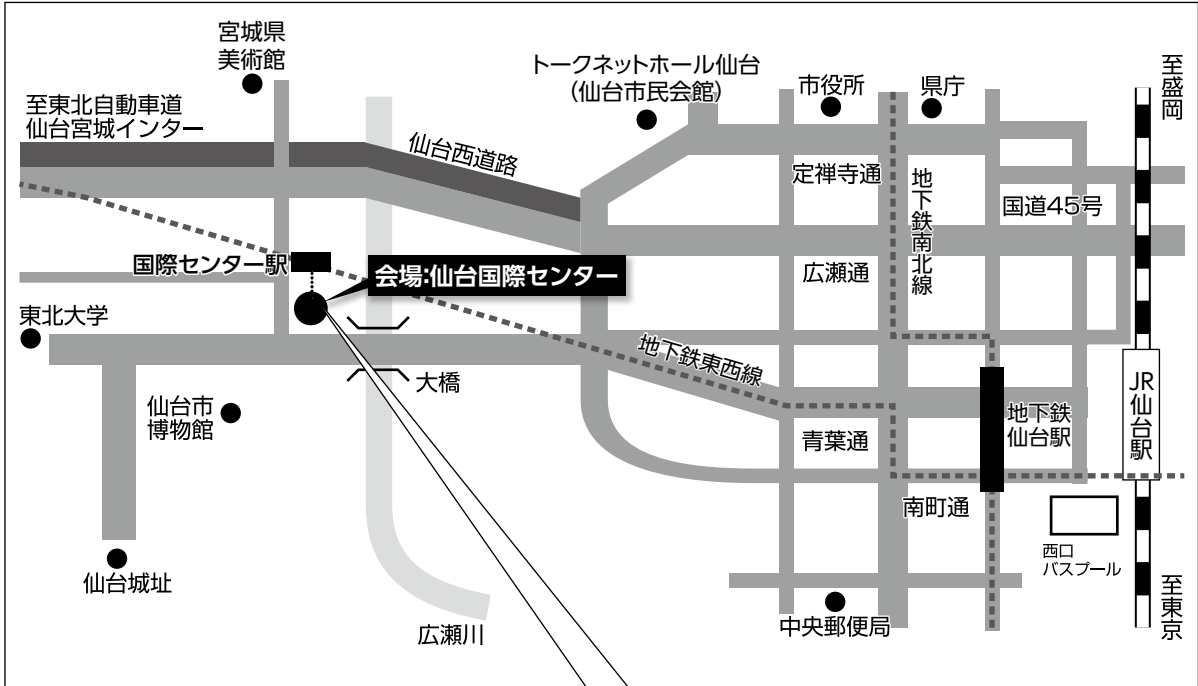 宮城県
美術館
トークネットホール仙台
(仙台市民会館)
市役所
県庁
至盛岡
至東北自動車道
仙台宮城インター
仙台西道路
定禅寺通
地下鉄南北線
国道45号
国際センター駅
会場:仙台国際センター
広瀬通
東北大学
地下鉄東西線
大橋
JR仙台駅
仙台市
博物館
地下鉄
仙台駅
青葉通
南町通
西口
バスプール
仙台城址
広瀬川
中央郵便局
至東京